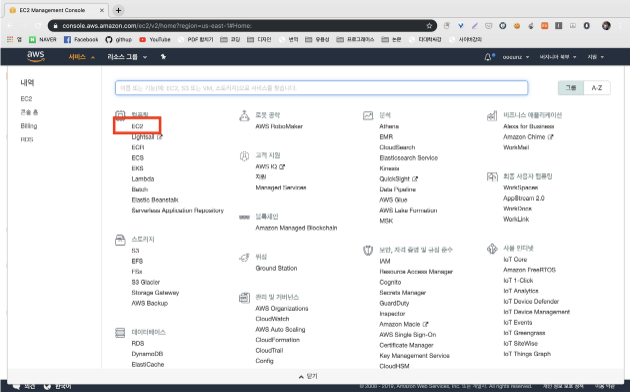 EC2 Management Console
console.aws.amazon.com/ec2/v2/home?region=us-east-1#Home:
앱
NAVER
Facebook
github
YouTube
PDF 합치기
코딩
디자인
번역
유용성
프로그래머스
논문
aws
서비스
리소스 그룹
버지니아 북부
지원
내역
EC2
콘솔 홈
Billing
RDS
이름 또는 기능(예: EC2, S3 또는 VM, 스토리지)으로 서비스를 찾습니다.
그룹
A-Z
컴퓨팅
EC2
Lightsail
ECR
ECS
EKS
Lambda
Batch
Elastic Beanstalk
Serverless Application Repository
스토리지
S3
EFS
FSx
S3 Glacier
Storage Gateway
AWS Backup
데이터베이스
RDS
DynamoDB
ElastiCache
로봇 공학
AWS RoboMaker
고객 지원
AWS IQ
지원
Managed Services
블록체인
Amazon Managed Blockchain
위성
Ground Station
관리 및 거버넌스
AWS Organizations
CloudWatch
AWS Auto Scaling
CloudFormation
CloudTrail
Config
분석
Athena
EMR
CloudSearch
Elasticsearch Service
Kinesis
QuickSight
Data Pipeline
AWS Glue
AWS Lake Formation
MSK
보안, 자격 증명 및 규정 준수
IAM
Resource Access Manager
Cognito
Secrets Manager
GuardDuty
Inspector
Amazon Macie
AWS Single Sign-On
Certificate Manager
Key Management Service
CloudHSM
비즈니스 애플리케이션
Alexa for Business
Amazon Chime
WorkMail
최종 사용자 컴퓨팅
WorkSpaces
AppStream 2.0
WorkDocs
WorkLink
사물 인터넷
IoT Core
Amazon FreeRTOS
IoT 1-Click
IoT Analytics
IoT Device Defender
IoT Device Management
IoT Events
IoT Greengrass
IoT SiteWise
IoT Things Graph
닫기
의견
한국어
© 2008 - 2019, Amazon Web Services, Inc. 또는 계열사. All rights reserved.
개인 정보 보호 정책
이용 약관